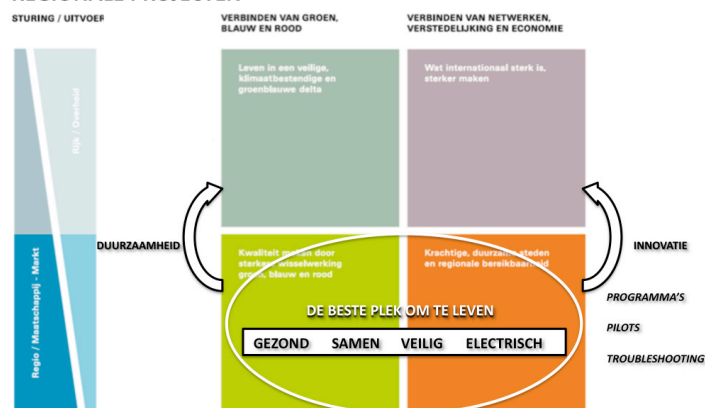 STURING / UITVOER
VERBINDEN VAN GROEN,
BLAUW EN ROOD
VERBINDEN VAN NETWERKEN,
VERSTEDELIJKING EN ECONOMIE
Rijk / Overheid
Leven in een veilige,
klimaatbestendige en
groenblauwe delta
Wat internationaal sterk is,
sterker maken
DUURZAAMHEID
INNOVATIE
Regio / Maatschappij - Markt
Kwaliteit maken door
sterkere wisselwerking
groen, blauw en rood
Krachtige, duurzame steden
en regionale bereikbaarheid
DE BESTE PLEK OM TE LEVEN
GEZOND SAMEN VEILIG ELECTRISCH
PROGRAMMA'S
PILOTS
TROUBLESHOOTING